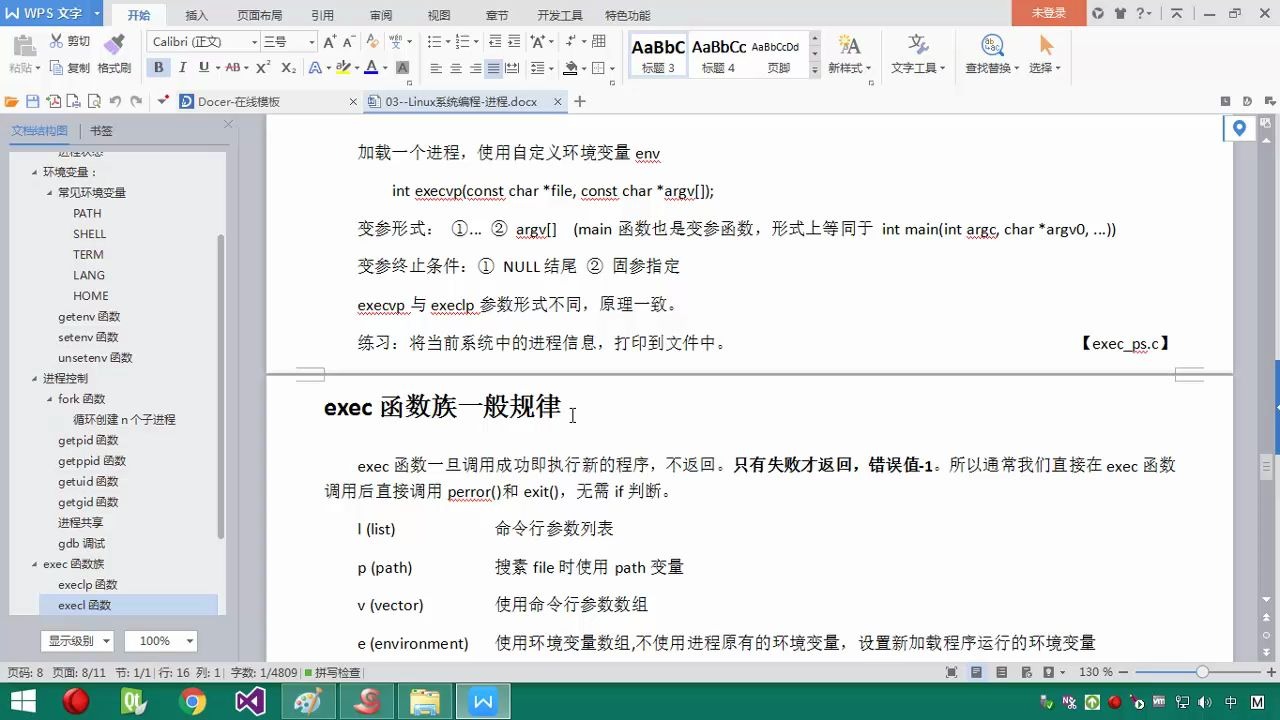 WPS 文字
开始 插入 页面布局 引用 审阅 视图 章节 开发工具 特色功能
未登录
粘贴 剪切 复制 格式刷
Calibri (正文) 三号
AaBbC AaBbCc AaBbCcDd
标题 3 标题 4 页脚
新样式 文字工具 查找替换 选择
Docer-在线模板 03--Linux系统编程-进程.docx
文档结构图 书签
进程状态
环境变量：
常见环境变量
PATH
SHELL
TERM
LANG
HOME
getenv 函数
setenv 函数
unsetenv 函数
进程控制
fork 函数
循环创建 n 个子进程
getpid 函数
getppid 函数
getuid 函数
getgid 函数
进程共享
gdb 调试
exec 函数族
execlp 函数
execl 函数
显示级别 100%
加载一个进程，使用自定义环境变量 env
int execvp(const char *file, const char *argv[]);
变参形式： ①... ② argv[] (main 函数也是变参函数，形式上等同于 int main(int argc, char *argv0, ...))
变参终止条件：① NULL 结尾 ② 固参指定
execvp 与 execlp 参数形式不同，原理一致。
练习：将当前系统中的进程信息，打印到文件中。 【exec_ps.c】
exec 函数族一般规律
exec 函数一旦调用成功即执行新的程序，不返回。只有失败才返回，错误值-1。所以通常我们直接在 exec 函数
调用后直接调用 perror()和 exit()，无需 if 判断。
l (list) 命令行参数列表
p (path) 搜素 file 时使用 path 变量
v (vector) 使用命令行参数数组
e (environment) 使用环境变量数组,不使用进程原有的环境变量，设置新加载程序运行的环境变量
页码: 8 页面: 8/11 节: 1/1 行: 16 列: 1 字数: 1/4809 拼写检查 130 %
中 M